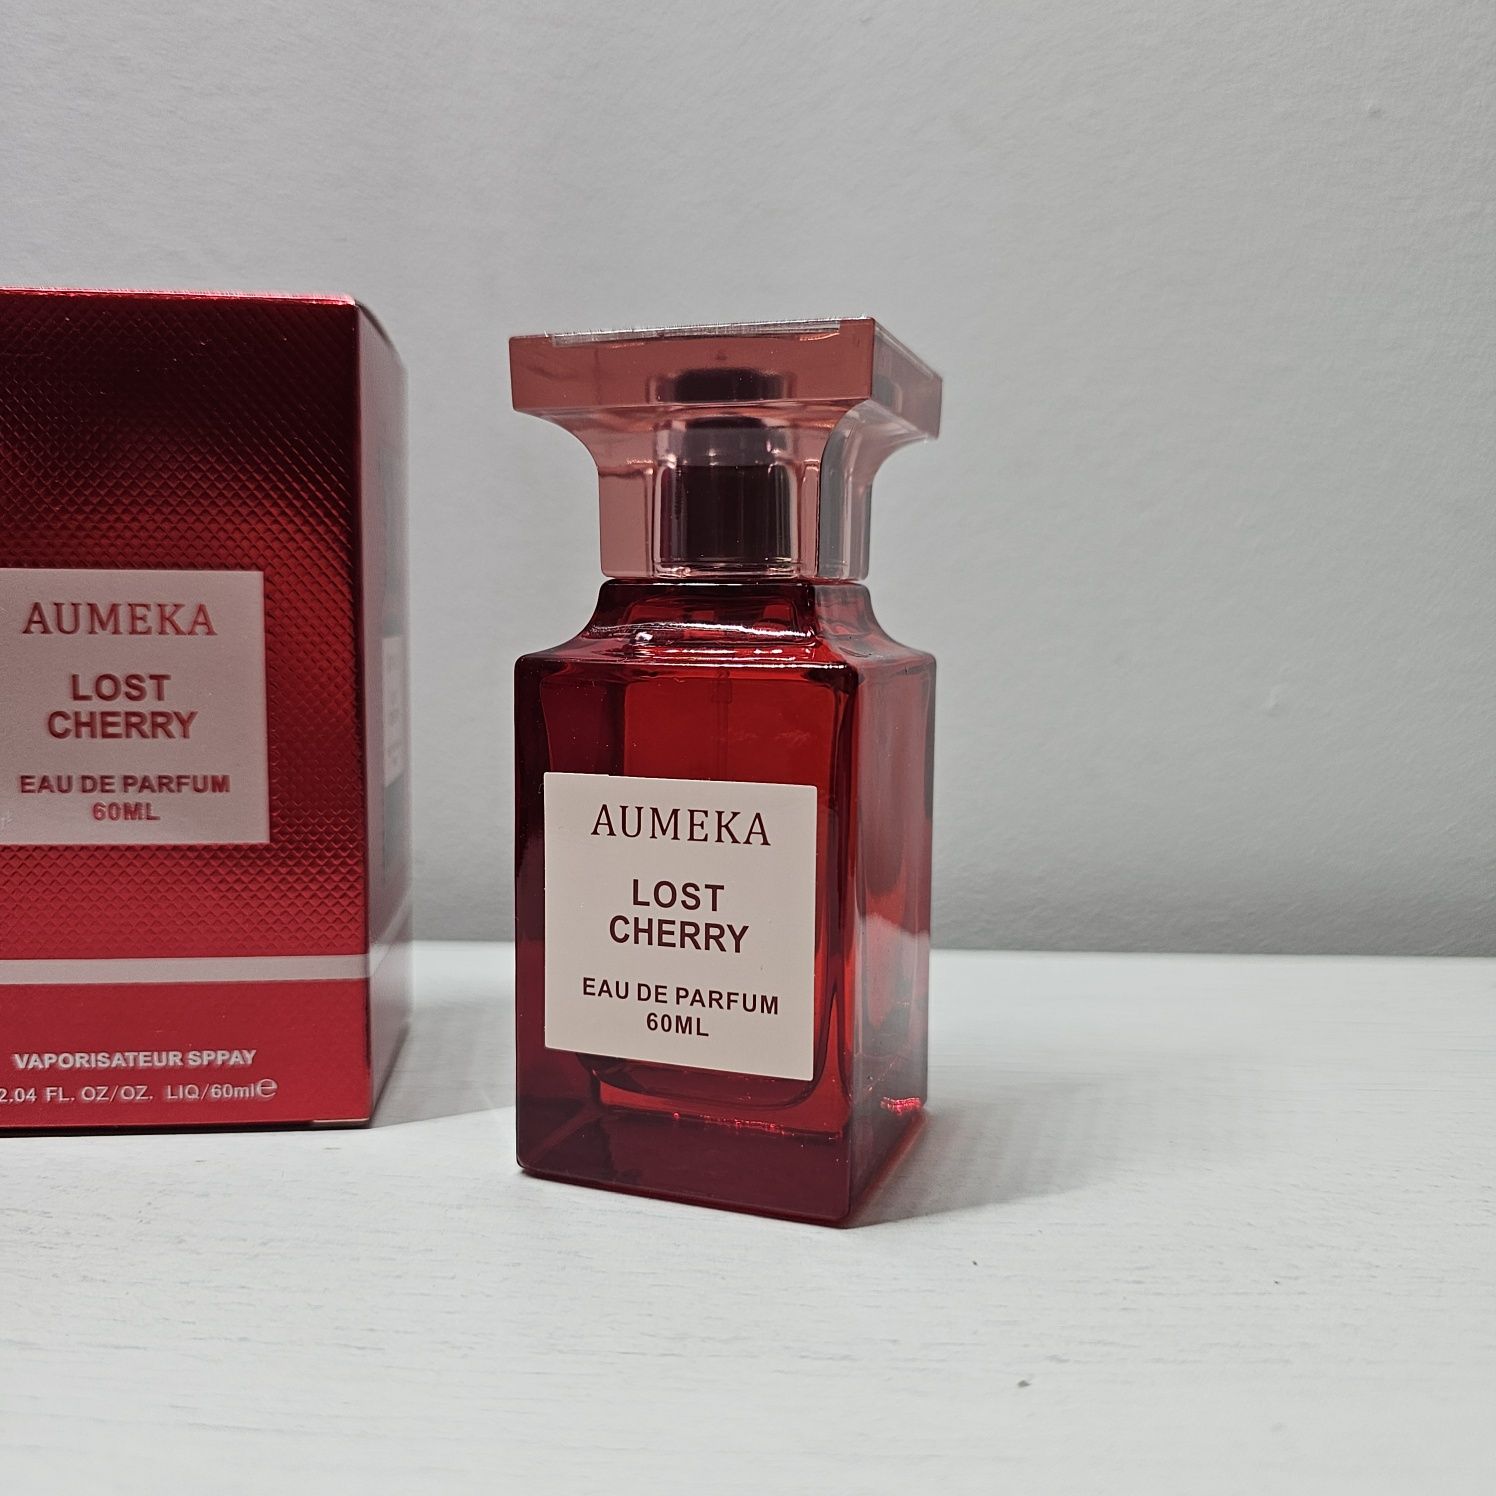 AUMEKA
LOST
CHERRY
EAU DE PARFUM
60ML
VAPORISATEUR SPPAY
2.04 FL. OZ/OZ. LIQ/60ml℮
AUMEKA
LOST
CHERRY
EAU DE PARFUM
60ML